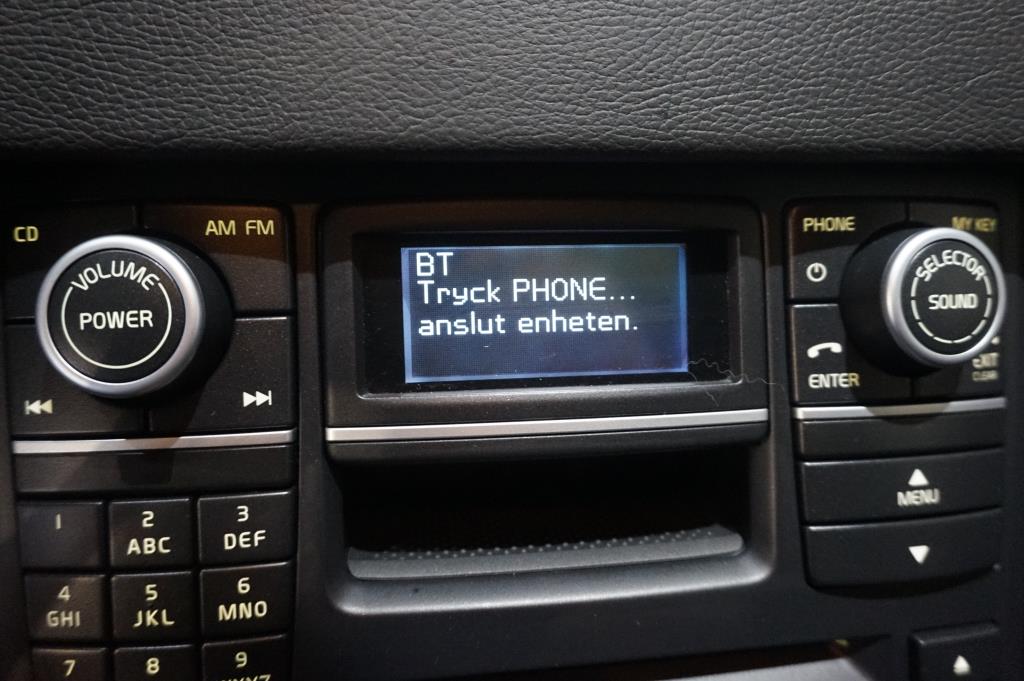 CD
AM FM
VOLUME
POWER
BT
Tryck PHONE...
anslut enheten.
PHONE
MY KEY
SELECTOR
SOUND
ENTER
EXIT
CLEAR
MENU
1
2
ABC
3
DEF
4
GHI
5
JKL
6
MNO
7
8
9